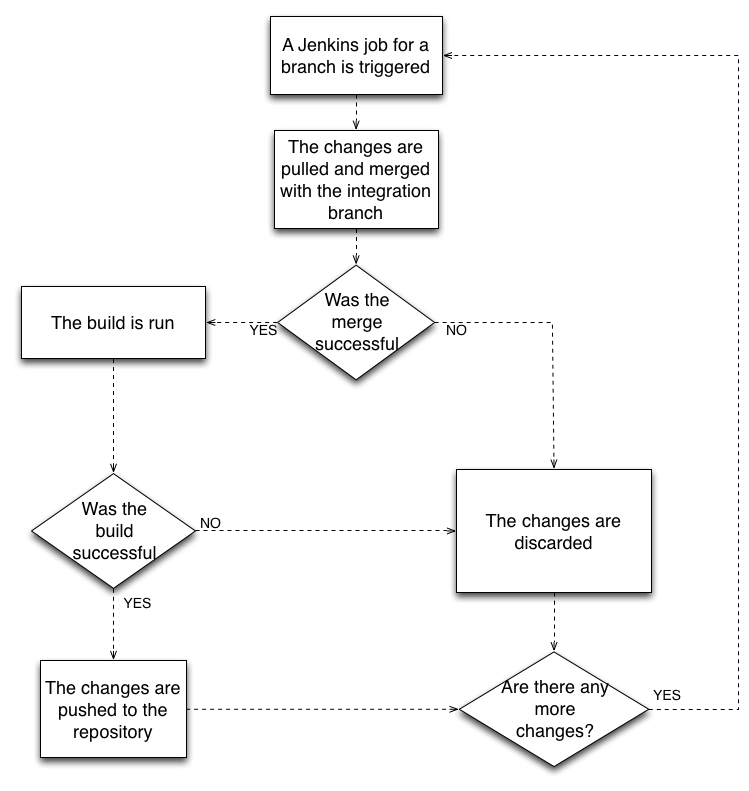 A Jenkins job for a
branch is triggered
The changes are
pulled and merged
with the integration
branch
Was the
merge
successful
YES
NO
The build is run
Was the
build
successful
NO
YES
The changes are
discarded
The changes are
pushed to the
repository
Are there any
more
changes?
YES